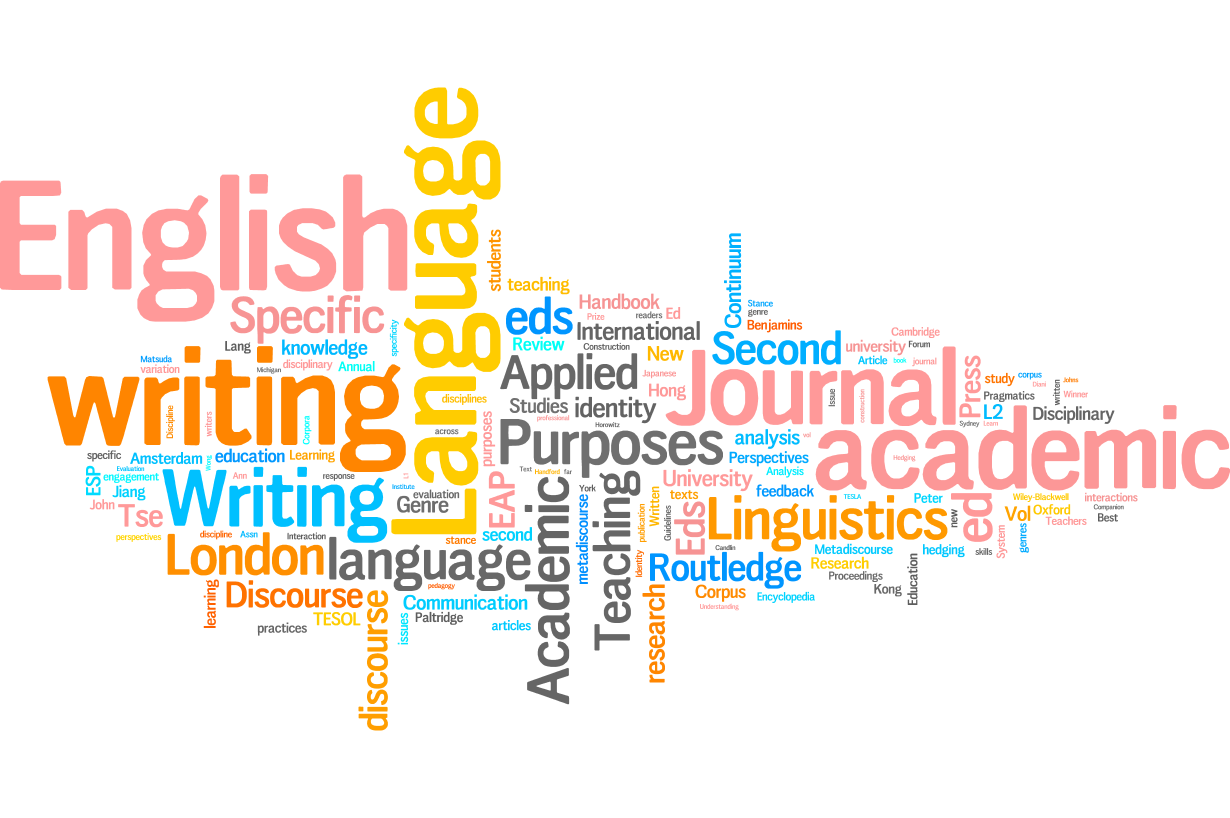 Language
English
students
Continuum
teaching
Specific
Handbook
Stance
genre
Prize
readers
Ed
eds
International
Benjamins
specificity
Lang
knowledge
Review
Construction
New
Second
university
Cambridge
Forum
Matsuda
variation
Michigan
disciplinary
Annual
Applied
Japanese
Hong
Journal
Article
book
journal
Press
study
corpus
Diani
Johns
Winner
written
Pragmatics
L2
Disciplinary
Sydney
Learn
writing
Discipline
writers
Corpora
disciplines
Studies
identity
professional
Horowitz
Issue
construction
across
purposes
Purposes
analysis
vol
academic
Hedging
specific
Amsterdam
Wang
education
Learning
Perspectives
Analysis
ESP
Evaluation
engagement
Jiang
Ann
response
L1
Institute
Text
Handford
far
University
John
Tse
Writing
evaluation
Genre
EAP
Academic
York
Teaching
Written
texts
feedback
TESLA
Peter
ed
Wiley-Blackwell
interactions
Companion
Vol
Oxford
Teachers
Best
perspectives
discipline
Assn
Interaction
stance
second
metadiscourse
publication
Guidelines
Eds
Linguistics
new
System
genres
skills
London
language
Identity
Candlin
Metadiscourse
hedging
Routledge
Research
Proceedings
Kong
Education
learning
Discourse
pedagogy
Communication
research
Corpus
Encyclopedia
Understanding
practices
TESOL
discourse
issues
Paltridge
articles